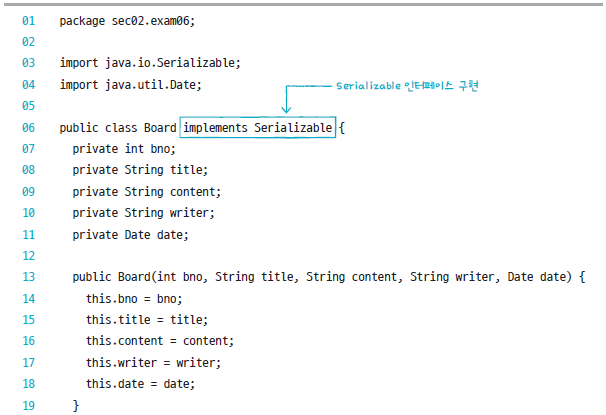 01 package sec02.exam06;
02
03 import java.io.Serializable;
04 import java.util.Date;
Serializable 인터페이스 구현
05
06 public class Board implements Serializable {
07 private int bno;
08 private String title;
09 private String content;
10 private String writer;
11 private Date date;
12
13 public Board(int bno, String title, String content, String writer, Date date) {
14 this.bno = bno;
15 this.title = title;
16 this.content = content;
17 this.writer = writer;
18 this.date = date;
19 }